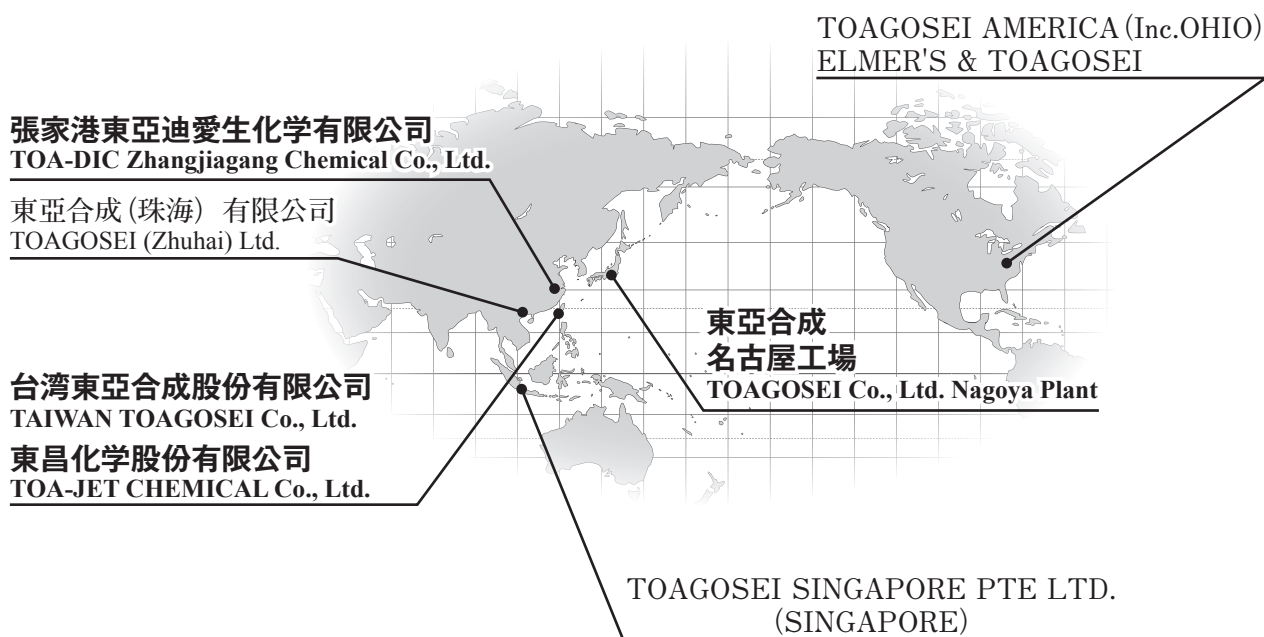 TOAGOSEI AMERICA (Inc.OHIO)
ELMER'S & TOAGOSEI
張家港東亞迪愛生化学有限公司
TOA-DIC Zhangjiagang Chemical Co., Ltd.
東亞合成(珠海) 有限公司
TOAGOSEI (Zhuhai) Ltd.
東亞合成
名古屋工場
TOAGOSEI Co., Ltd. Nagoya Plant
台湾東亞合成股份有限公司
TAIWAN TOAGOSEI Co., Ltd.
東昌化学股份有限公司
TOA-JET CHEMICAL Co., Ltd.
TOAGOSEI SINGAPORE PTE LTD.
(SINGAPORE)